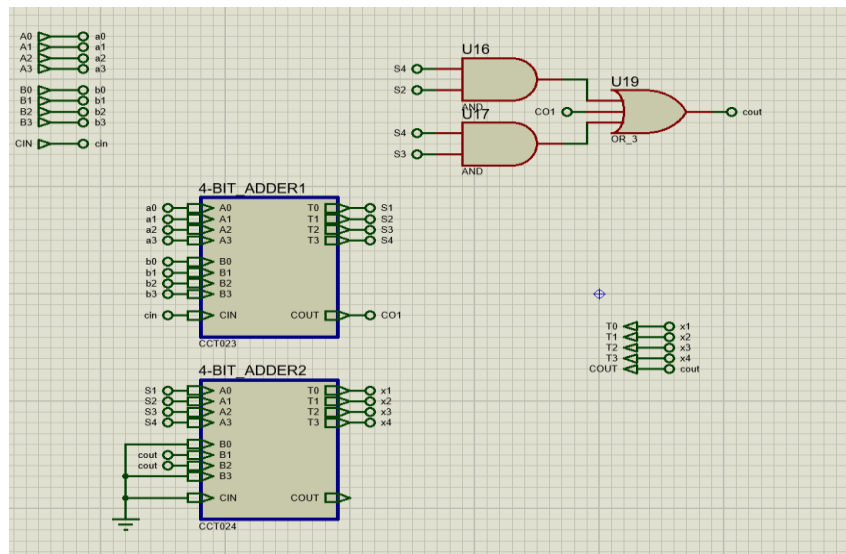 A0 a0
A1 a1
A2 a2
A3 a3
B0 b0
B1 b1
B2 b2
B3 b3
CIN cin
U16
S4
S2
AND
U17
S4
S3
AND
CO1
U19
OR_3
cout
4-BIT_ADDER1
a0 A0 T0 S1
a1 A1 T1 S2
a2 A2 T2 S3
a3 A3 T3 S4
b0 B0
b1 B1
b2 B2
b3 B3
cin CIN COUT CO1
CCT023
T0 x1
T1 x2
T2 x3
T3 x4
COUT cout
4-BIT_ADDER2
S1 A0 T0 x1
S2 A1 T1 x2
S3 A2 T2 x3
S4 A3 T3 x4
B0
cout B1
cout B2
B3
CIN COUT
CCT024